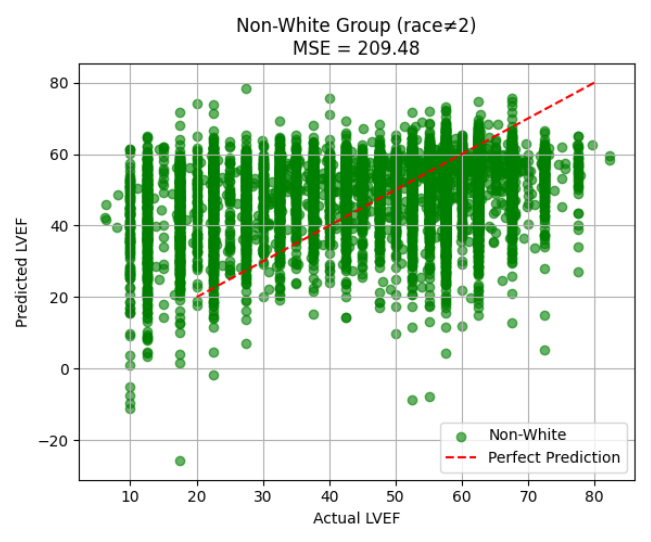 Non-White Group (race≠2)
MSE = 209.48
Predicted LVEF
80
60
40
20
0
−20
10 20 30 40 50 60 70 80
Actual LVEF
Non-White
Perfect Prediction